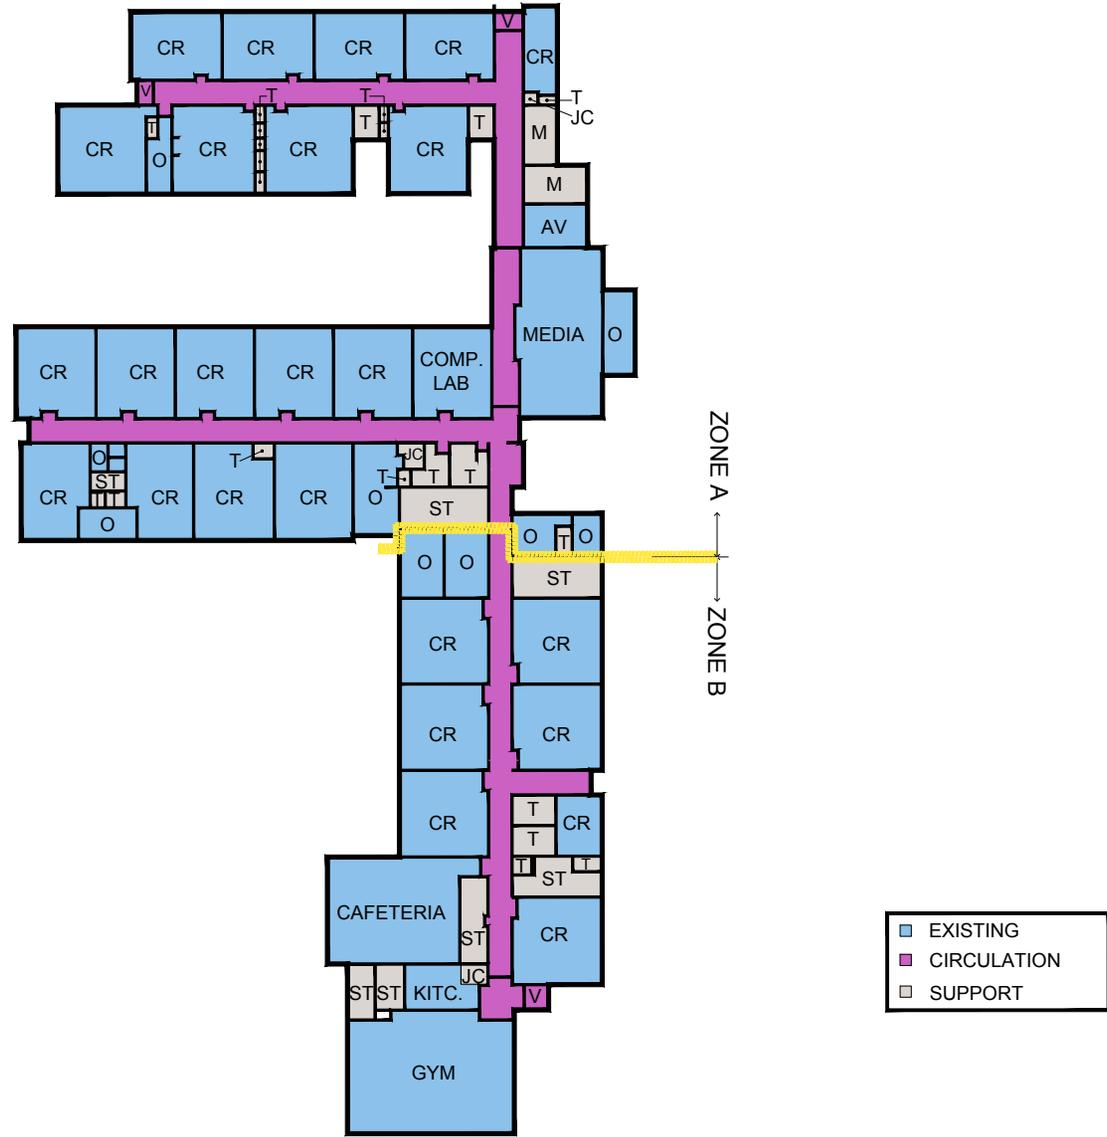 V
CR CR CR CR
CR
V
T T T
JC
CR T CR CR T CR T
O
M
M
AV
MEDIA O
CR CR CR CR CR COMP.
LAB
O
T
JC
CR ST CR CR CR O
T
T T
T T
O
ST
ZONE A
O T O
O O
ST
ZONE B
CR CR
CR CR
T
CR CR
T
T T
ST
CAFETERIA
ST
CR
JC
ST ST KITC. V
GYM
EXISTING
CIRCULATION
SUPPORT